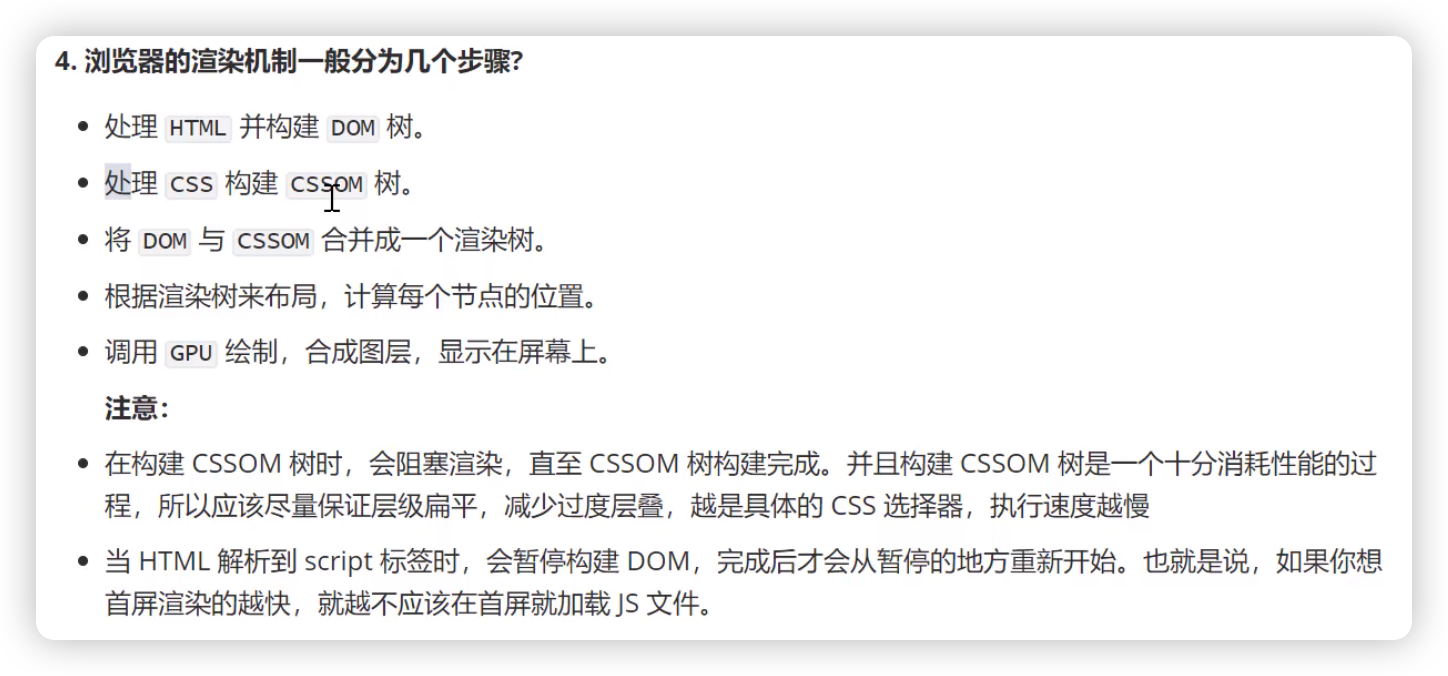 4. 浏览器的渲染机制一般分为几个步骤?
处理 HTML 并构建 DOM 树。
处理 CSS 构建 CSSOM 树。
将 DOM 与 CSSOM 合并成一个渲染树。
根据渲染树来布局，计算每个节点的位置。
调用 GPU 绘制，合成图层，显示在屏幕上。
注意：
在构建 CSSOM 树时，会阻塞渲染，直至 CSSOM 树构建完成。并且构建 CSSOM 树是一个十分消耗性能的过
程，所以应该尽量保证层级扁平，减少过度层叠，越是具体的 CSS 选择器，执行速度越慢
当 HTML 解析到 script 标签时，会暂停构建 DOM，完成后才会从暂停的地方重新开始。也就是说，如果你想
首屏渲染的越快，就越不应该在首屏就加载 JS 文件。